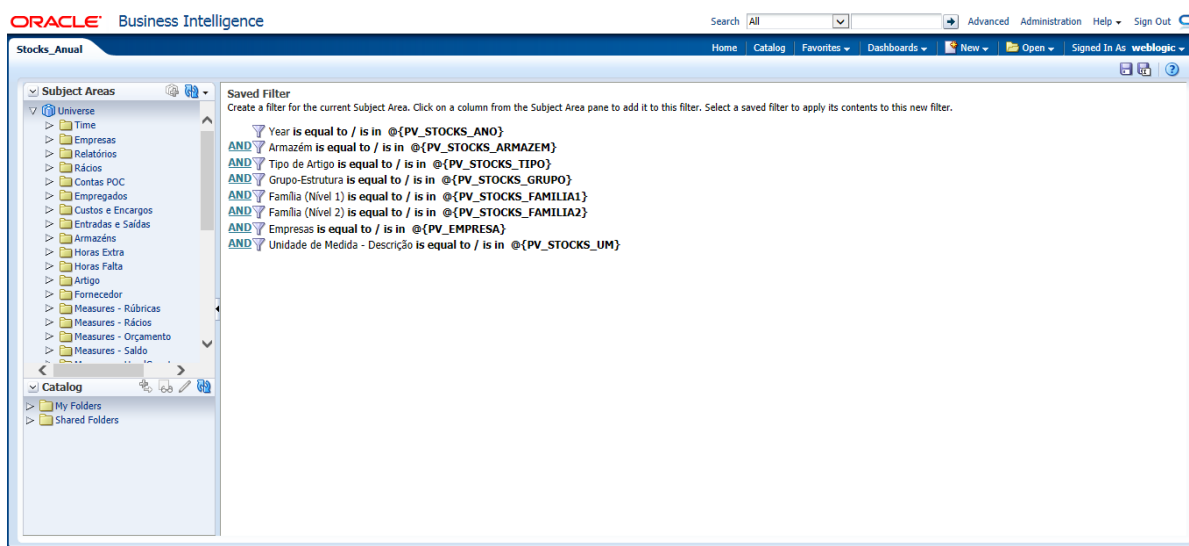 ORACLE Business Intelligence
Search All Advanced Administration Help Sign Out
Stocks_Anual
Home Catalog Favorites Dashboards New Open Signed In As weblogic
Subject Areas
Universe
Time
Empresas
Relatórios
Rácios
Contas POC
Empregados
Custos e Encargos
Entradas e Saídas
Armazéns
Horas Extra
Horas Falta
Artigo
Fornecedor
Measures - Rúbricas
Measures - Rácios
Measures - Orçamento
Measures - Saldo
Catalog
My Folders
Shared Folders
Saved Filter
Create a filter for the current Subject Area. Click on a column from the Subject Area pane to add it to this filter. Select a saved filter to apply its contents to this new filter.
Year is equal to / is in @{PV_STOCKS_ANO}
AND Armazém is equal to / is in @{PV_STOCKS_ARMAZEM}
AND Tipo de Artigo is equal to / is in @{PV_STOCKS_TIPO}
AND Grupo-Estrutura is equal to / is in @{PV_STOCKS_GRUPO}
AND Família (Nível 1) is equal to / is in @{PV_STOCKS_FAMILIA1}
AND Família (Nível 2) is equal to / is in @{PV_STOCKS_FAMILIA2}
AND Empresas is equal to / is in @{PV_EMPRESA}
AND Unidade de Medida - Descrição is equal to / is in @{PV_STOCKS_UM}